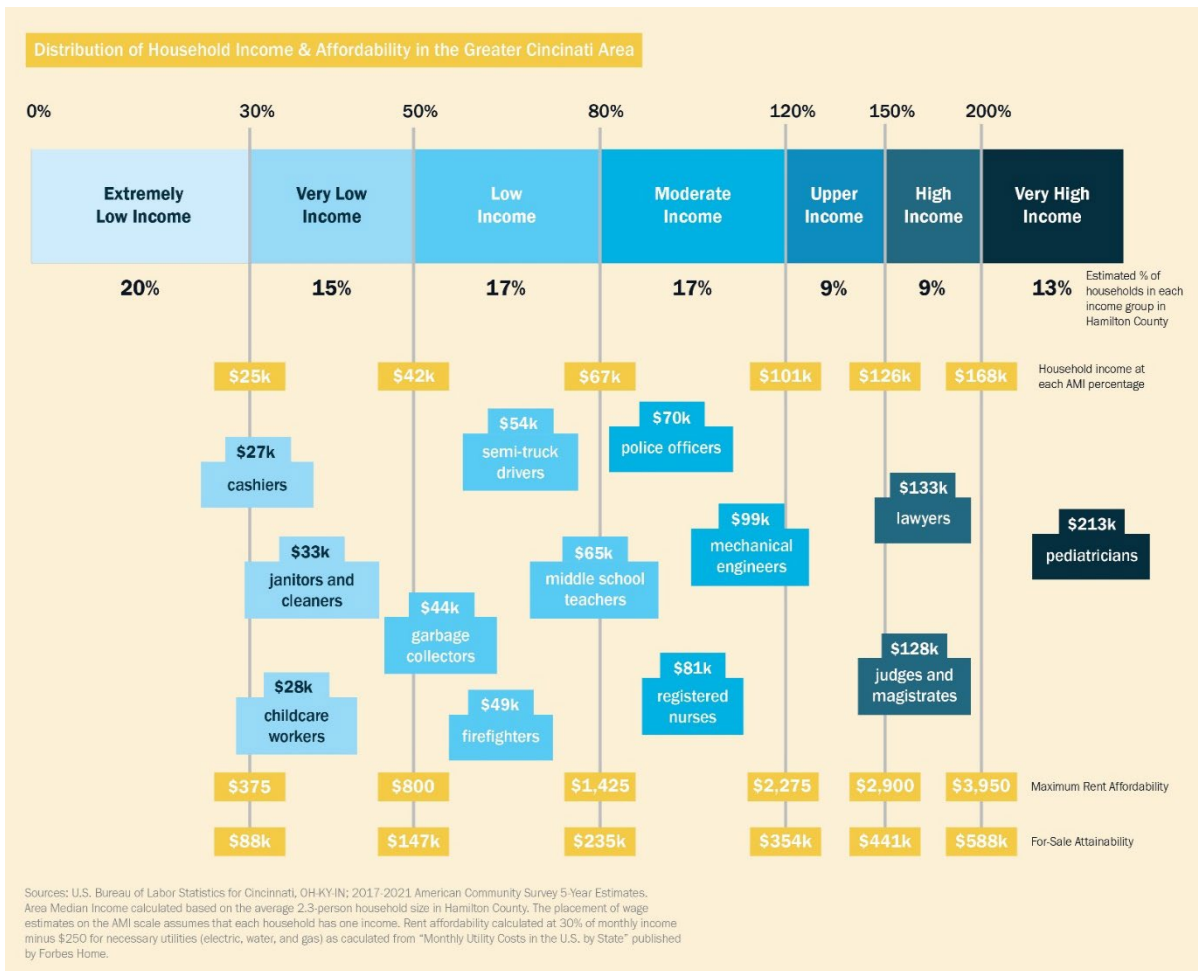 Distribution of Household Income & Affordability in the Greater Cincinati Area
0% 30% 50% 80% 120% 150% 200%
Extremely
Low Income
Very Low
Income
Low
Income
Moderate
Income
Upper
Income
High
Income
Very High
Income
20% 15% 17% 17% 9% 9% 13%
Estimated % of
households in each
income group in
Hamilton County
$25k $42k $67k $101k $126k $168k
Household income at
each AMI percentage
$27k
cashiers
$54k
semi-truck
drivers
$70k
police officers
$133k
lawyers
$99k
mechanical
engineers
$213k
pediatricians
$33k
janitors and
cleaners
$65k
middle school
teachers
$44k
garbage
collectors
$128k
judges and
magistrates
$81k
registered
nurses
$28k
childcare
workers
$49k
firefighters
$375 $800 $1,425 $2,275 $2,900 $3,950 Maximum Rent Affordability
$88k $147k $235k $354k $441k $588k For-Sale Attainability
Sources: U.S. Bureau of Labor Statistics for Cincinnati, OH-KY-IN; 2017-2021 American Community Survey 5-Year Estimates.
Area Median Income calculated based on the average 2.3-person household size in Hamilton County. The placement of wage
estimates on the AMI scale assumes that each household has one income. Rent affordability calculated at 30% of monthly income
minus $250 for necessary utilities (electric, water, and gas) as caculated from “Monthly Utility Costs in the U.S. by State” published
by Forbes Home.